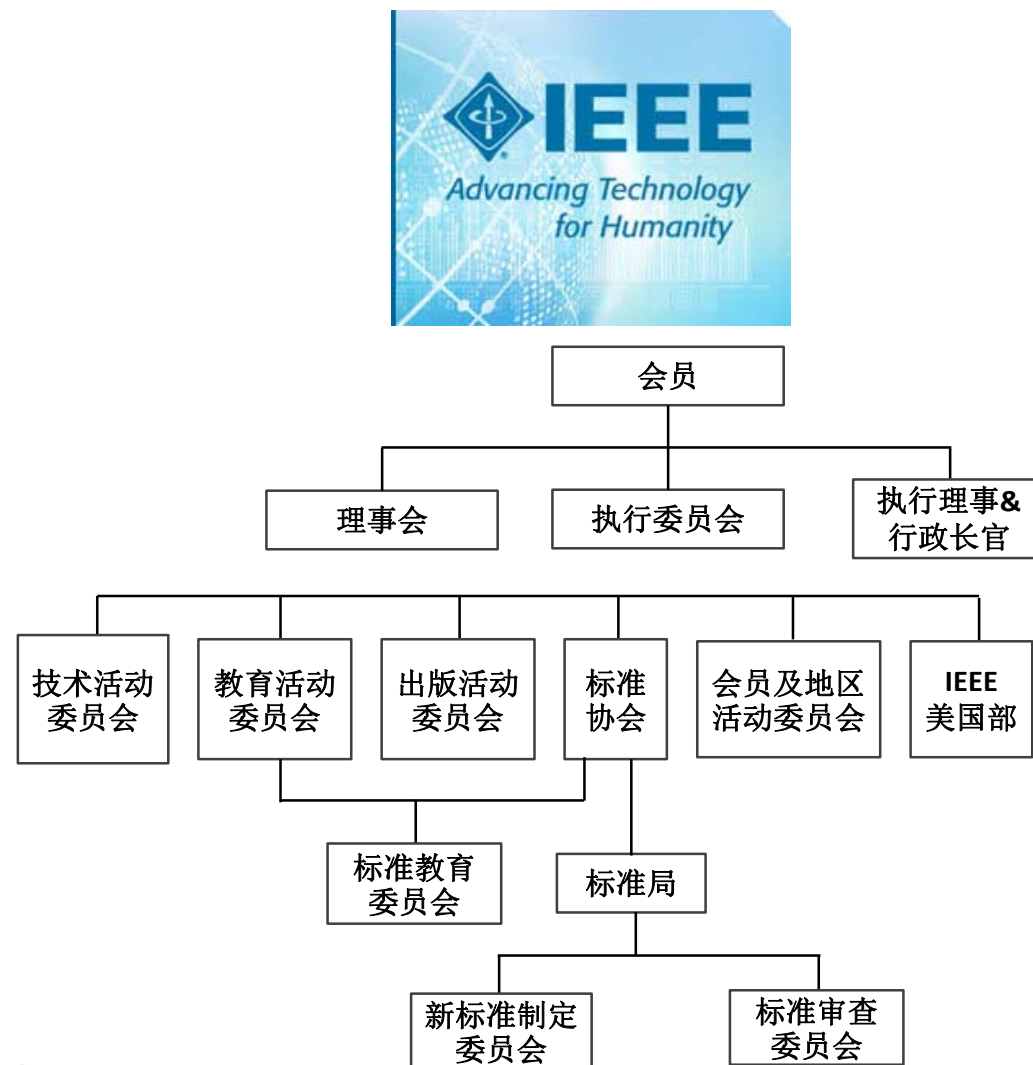 IEEE
Advancing Technology
for Humanity
会员
理事会
执行委员会
执行理事&
行政长官
技术活动
委员会
教育活动
委员会
出版活动
委员会
标准
协会
会员及地区
活动委员会
IEEE
美国部
标准教育
委员会
标准局
新标准制定
委员会
标准审查
委员会